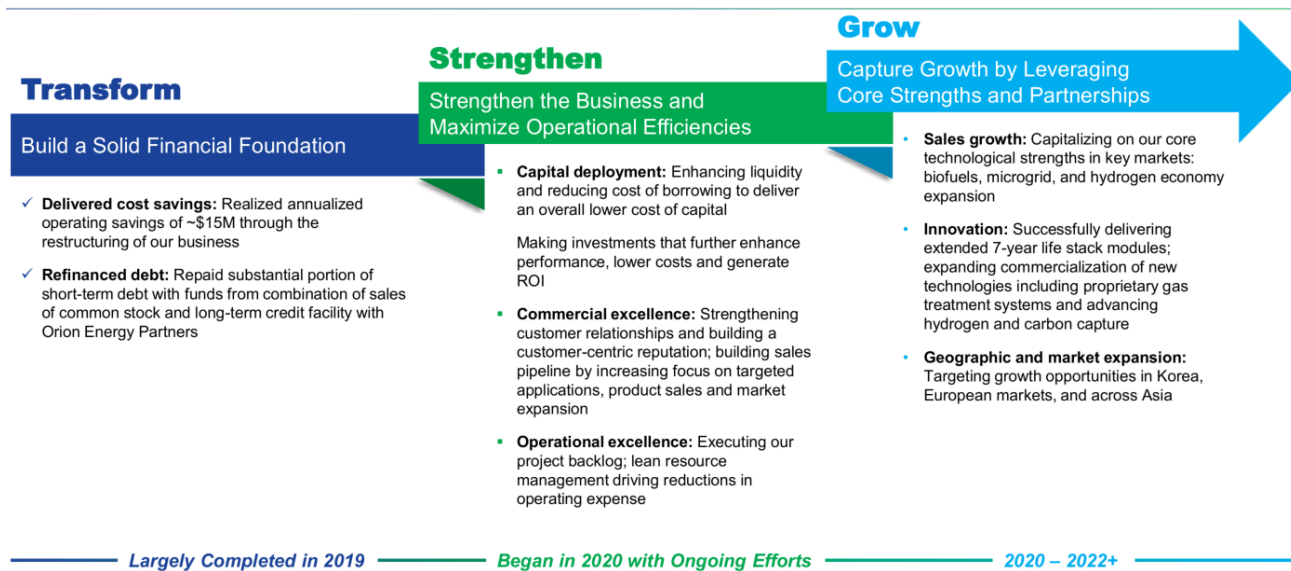 Transform
Build a Solid Financial Foundation
✓ Delivered cost savings: Realized annualized
operating savings of ~$15M through the
restructuring of our business
✓ Refinanced debt: Repaid substantial portion of
short-term debt with funds from combination of sales
of common stock and long-term credit facility with
Orion Energy Partners
Largely Completed in 2019
Strengthen
Strengthen the Business and
Maximize Operational Efficiencies
▪ Capital deployment: Enhancing liquidity
and reducing cost of borrowing to deliver
an overall lower cost of capital
Making investments that further enhance
performance, lower costs and generate
ROI
▪ Commercial excellence: Strengthening
customer relationships and building a
customer-centric reputation; building sales
pipeline by increasing focus on targeted
applications, product sales and market
expansion
▪ Operational excellence: Executing our
project backlog; lean resource
management driving reductions in
operating expense
Began in 2020 with Ongoing Efforts
Grow
Capture Growth by Leveraging
Core Strengths and Partnerships
• Sales growth: Capitalizing on our core
technological strengths in key markets:
biofuels, microgrid, and hydrogen economy
expansion
• Innovation: Successfully delivering
extended 7-year life stack modules;
expanding commercialization of new
technologies including proprietary gas
treatment systems and advancing
hydrogen and carbon capture
• Geographic and market expansion:
Targeting growth opportunities in Korea,
European markets, and across Asia
2020 – 2022+